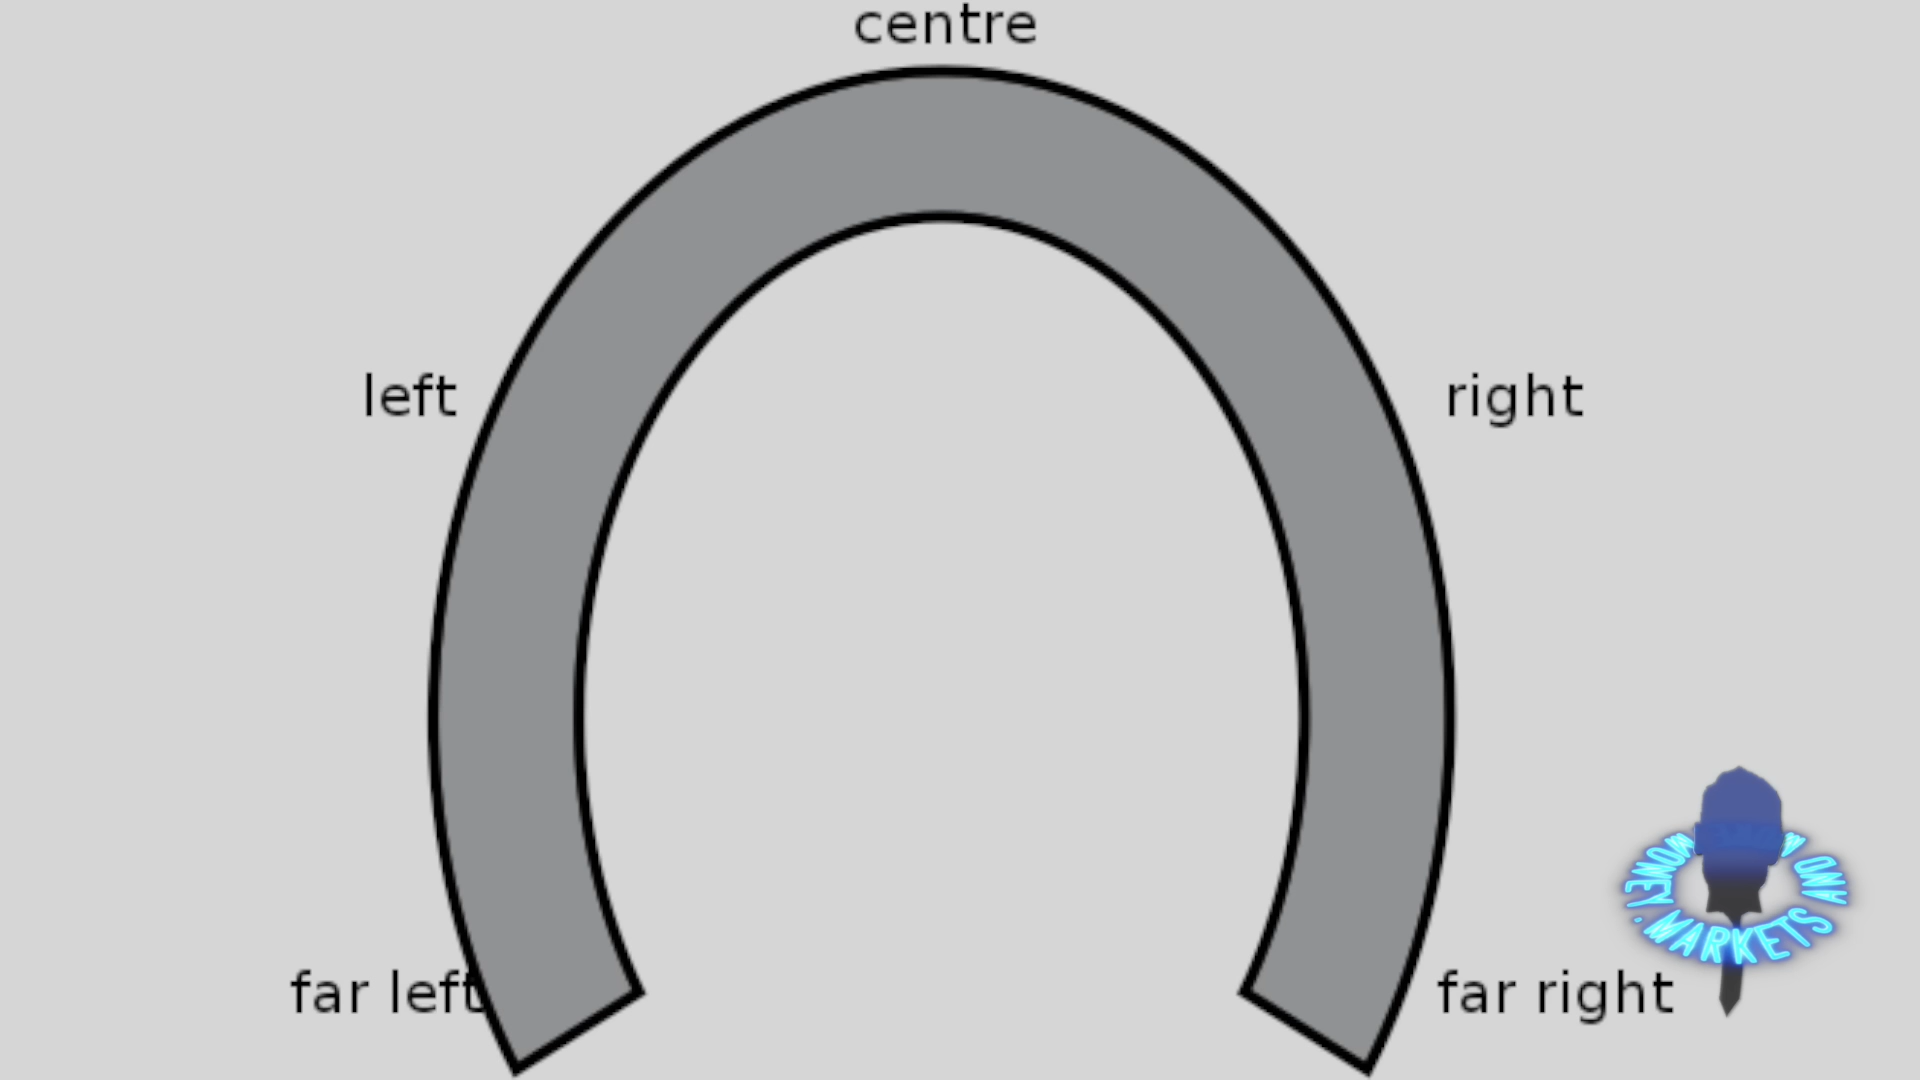 centre
left
right
far left
far right
MONEY, MARKETS AND